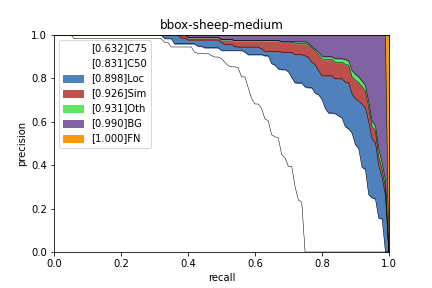 bbox-sheep-medium
[0.632]C75
[0.831]C50
[0.898]Loc
[0.926]Sim
[0.931]Oth
[0.990]BG
[1.000]FN
precision
1.0
0.8
0.6
0.4
0.2
0.0
0.0 0.2 0.4 0.6 0.8 1.0
recall